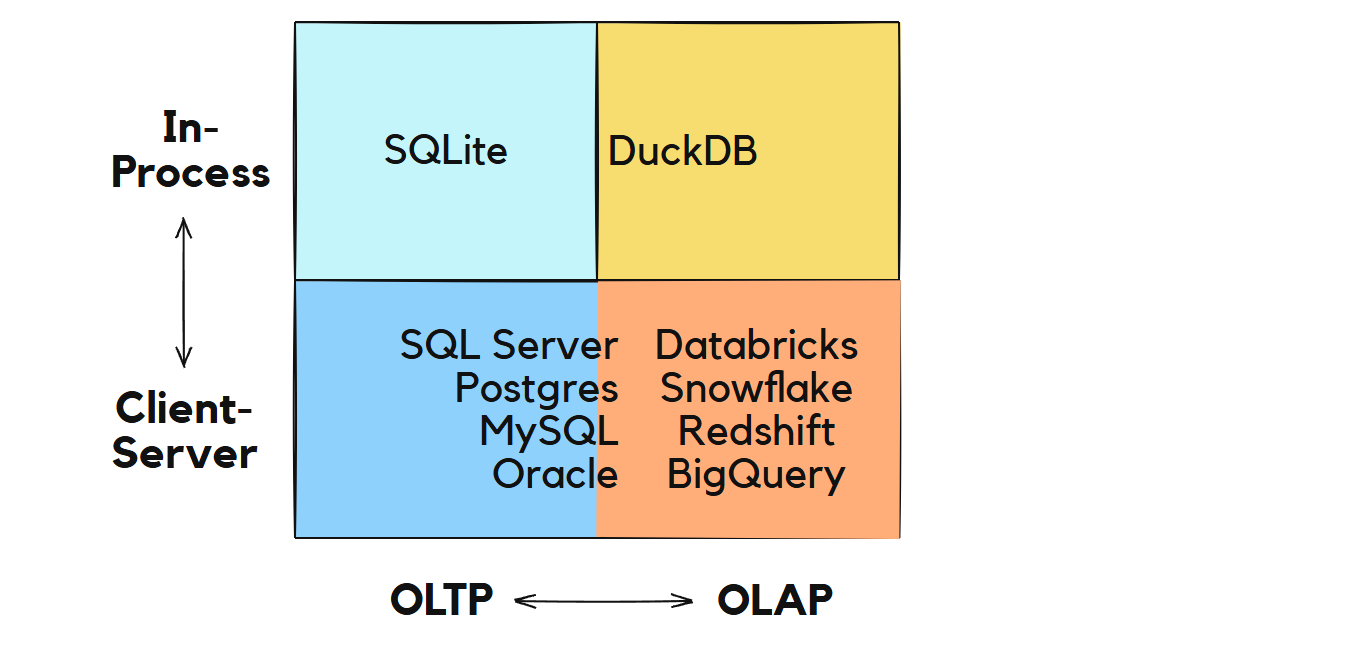 In-
Process
SQLite
DuckDB
Client-
Server
SQL Server
Postgres
MySQL
Oracle
Databricks
Snowflake
Redshift
BigQuery
OLTP
OLAP